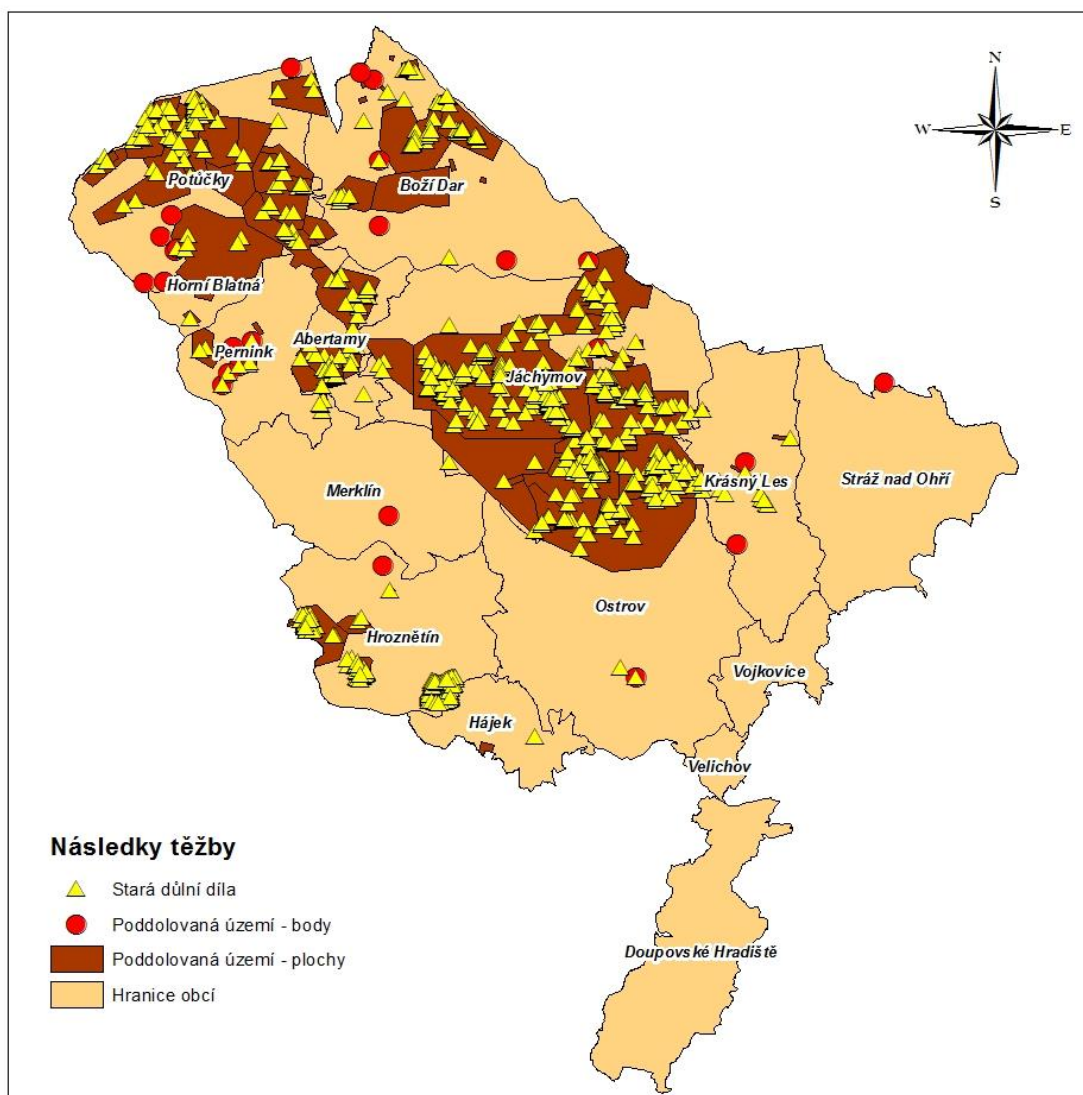 N
W E
S
Potůčky
Boží Dar
Horní Blatná
Pernink
Abertamy
Jáchymov
Merklín
Krásný Les
Stráž nad Ohří
Ostrov
Hroznětín
Vojkovice
Hájek
Velichov
Doupovské Hradiště
Následky těžby
Stará důlní díla
Poddolovaná území - body
Poddolovaná území - plochy
Hranice obcí